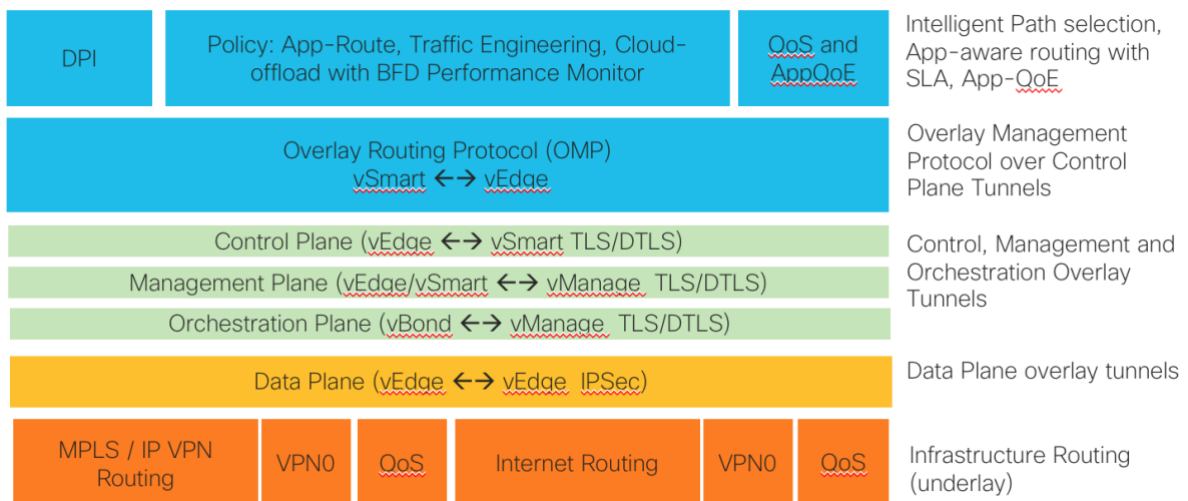 DPI
Policy: App-Route, Traffic Engineering, Cloud-
offload with BFD Performance Monitor
QoS and
AppQoE
Intelligent Path selection,
App-aware routing with
SLA, App-QoE
Overlay Routing Protocol (OMP)
vSmart ←→ vEdge
Overlay Management
Protocol over Control
Plane Tunnels
Control Plane (vEdge ←→ vSmart TLS/DTLS)
Management Plane (vEdge/vSmart ←→ vManage TLS/DTLS)
Orchestration Plane (vBond ←→ vManage TLS/DTLS)
Control, Management and
Orchestration Overlay
Tunnels
Data Plane (vEdge ←→ vEdge IPSec)
Data Plane overlay tunnels
MPLS / IP VPN
Routing
VPN0
QoS
Internet Routing
VPN0
QoS
Infrastructure Routing
(underlay)